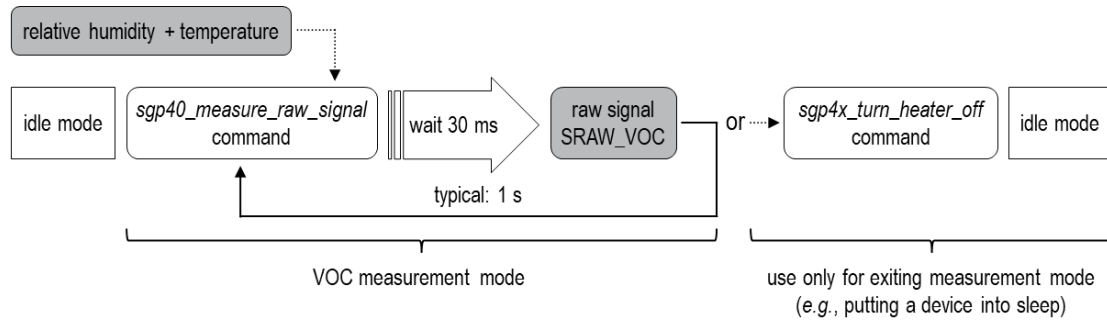 relative humidity + temperature
idle mode
sgp40_measure_raw_signal
command
wait 30 ms
raw signal
SRAW_VOC
or
sgp4x_turn_heater_off
command
idle mode
typical: 1 s
VOC measurement mode
use only for exiting measurement mode
(e.g., putting a device into sleep)